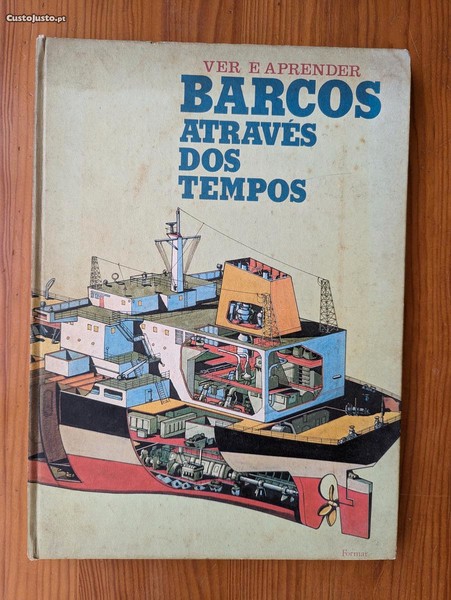 CustoJusto.pt
VER E APRENDER
BARCOS
ATRAVÉS
DOS
TEMPOS
Formar